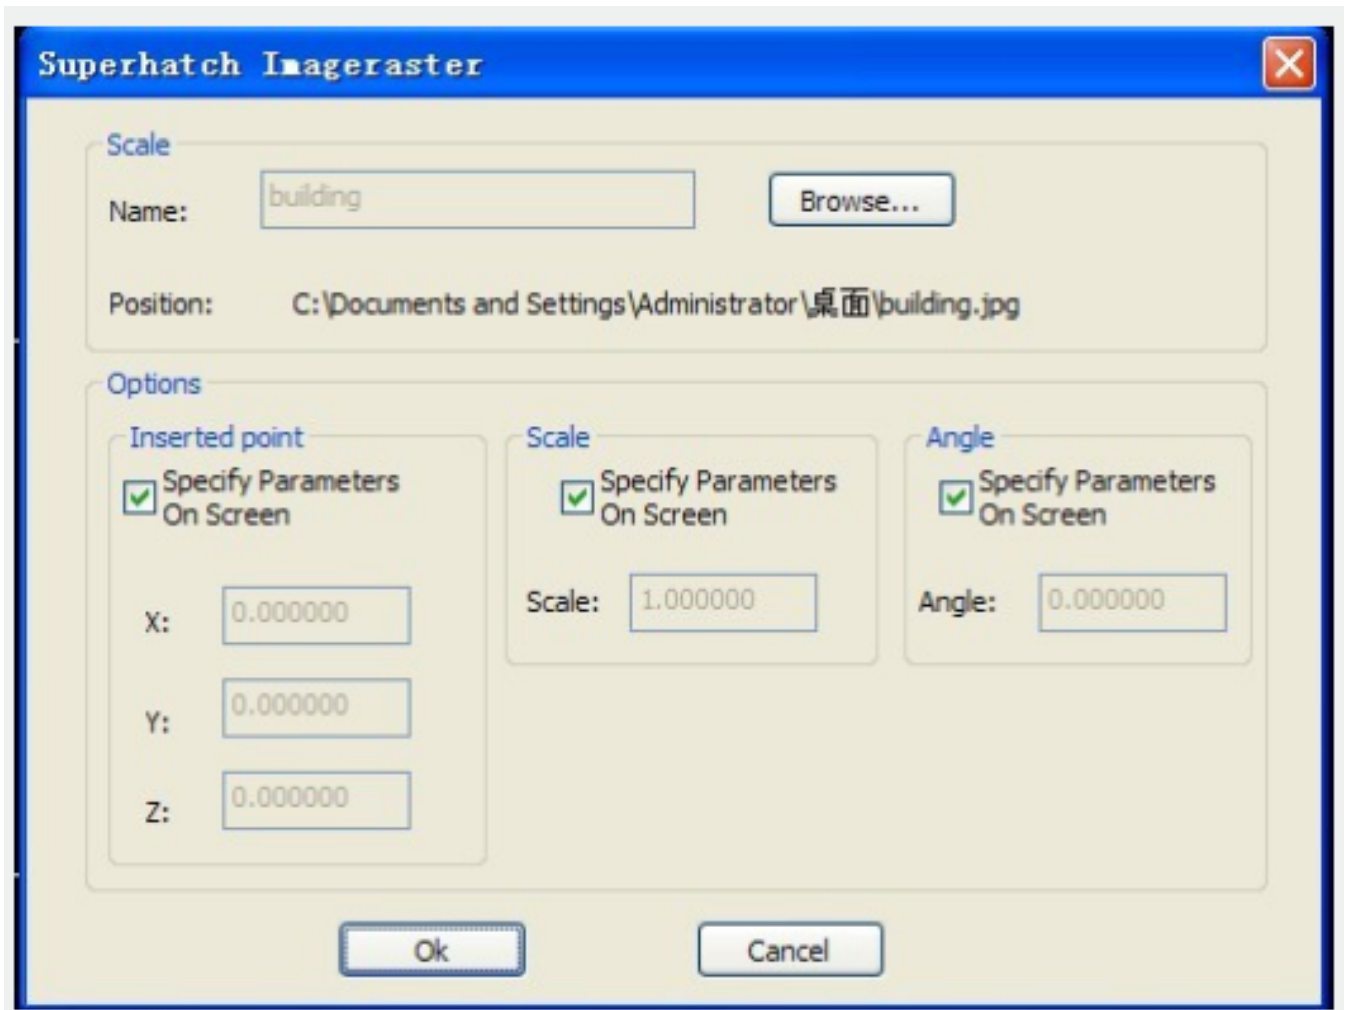 Superhatch Imageraster
Scale
Name: building Browse...
Position: C:\Documents and Settings\Administrator\桌面\building.jpg
Options
Inserted point
Specify Parameters
On Screen
X: 0.000000
Y: 0.000000
Z: 0.000000
Scale
Specify Parameters
On Screen
Scale: 1.000000
Angle
Specify Parameters
On Screen
Angle: 0.000000
Ok Cancel